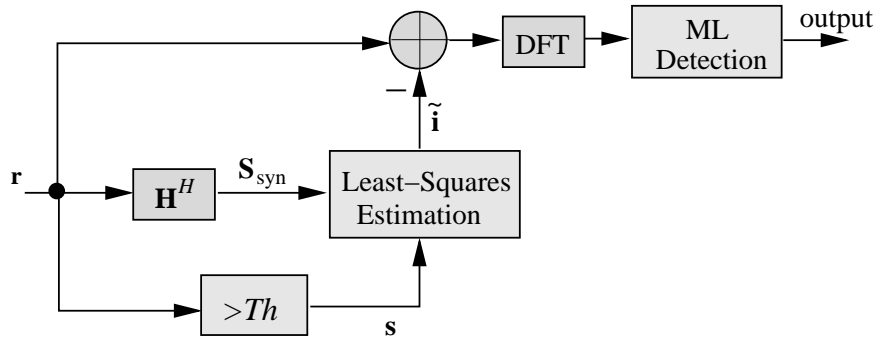 output
DFT
ML
Detection
−
ĩ
r
H^H
S_syn
Least−Squares
Estimation
>Th
s